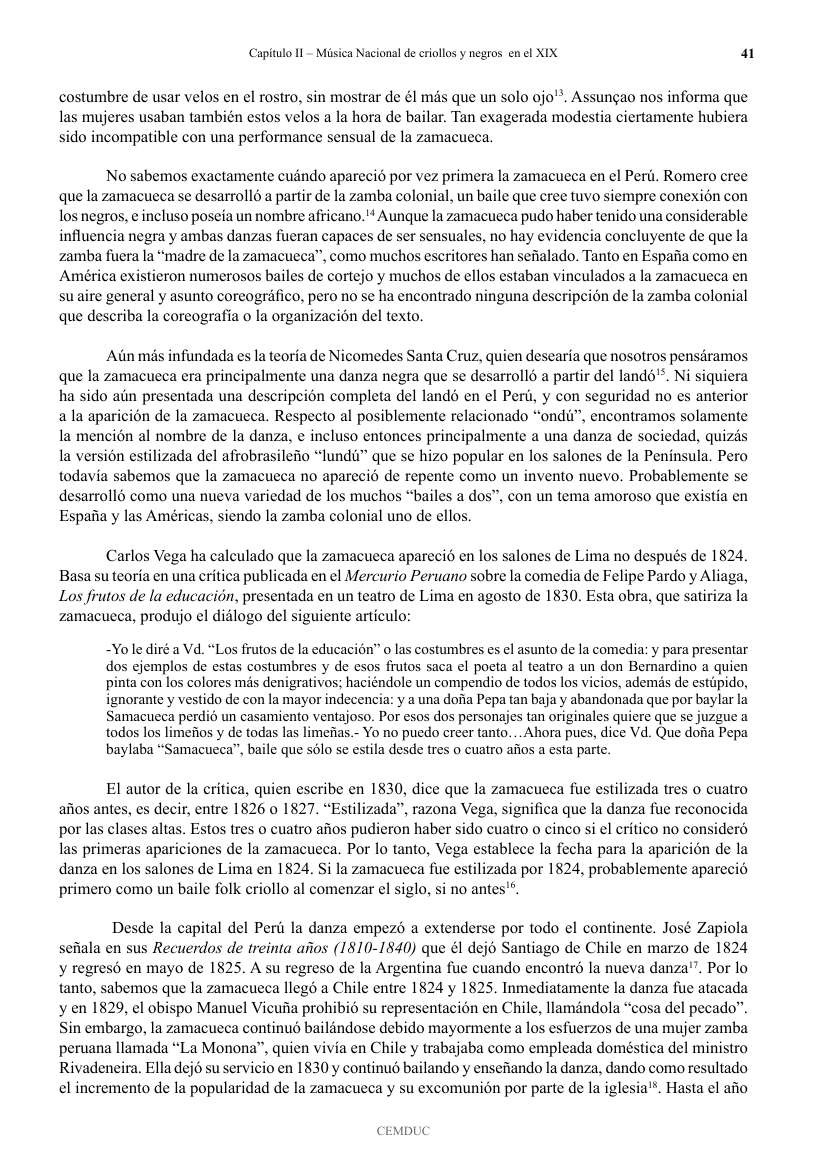 Capítulo II – Música Nacional de criollos y negros  en el XIX
41
costumbre de usar velos en el rostro, sin mostrar de él más que un solo ojo¹³. Assunçao nos informa que
las mujeres usaban también estos velos a la hora de bailar. Tan exagerada modestia ciertamente hubiera
sido incompatible con una performance sensual de la zamacueca.
No sabemos exactamente cuándo apareció por vez primera la zamacueca en el Perú. Romero cree
que la zamacueca se desarrolló a partir de la zamba colonial, un baile que cree tuvo siempre conexión con
los negros, e incluso poseía un nombre africano.¹⁴ Aunque la zamacueca pudo haber tenido una considerable
influencia negra y ambas danzas fueran capaces de ser sensuales, no hay evidencia concluyente de que la
zamba fuera la “madre de la zamacueca”, como muchos escritores han señalado. Tanto en España como en
América existieron numerosos bailes de cortejo y muchos de ellos estaban vinculados a la zamacueca en
su aire general y asunto coreográfico, pero no se ha encontrado ninguna descripción de la zamba colonial
que describa la coreografía o la organización del texto.
Aún más infundada es la teoría de Nicomedes Santa Cruz, quien desearía que nosotros pensáramos
que la zamacueca era principalmente una danza negra que se desarrolló a partir del landó¹⁵. Ni siquiera
ha sido aún presentada una descripción completa del landó en el Perú, y con seguridad no es anterior
a la aparición de la zamacueca. Respecto al posiblemente relacionado “ondú”, encontramos solamente
la mención al nombre de la danza, e incluso entonces principalmente a una danza de sociedad, quizás
la versión estilizada del afrobrasileño “lundú” que se hizo popular en los salones de la Península. Pero
todavía sabemos que la zamacueca no apareció de repente como un invento nuevo. Probablemente se
desarrolló como una nueva variedad de los muchos “bailes a dos”, con un tema amoroso que existía en
España y las Américas, siendo la zamba colonial uno de ellos.
Carlos Vega ha calculado que la zamacueca apareció en los salones de Lima no después de 1824.
Basa su teoría en una crítica publicada en el Mercurio Peruano sobre la comedia de Felipe Pardo y Aliaga,
Los frutos de la educación, presentada en un teatro de Lima en agosto de 1830. Esta obra, que satiriza la
zamacueca, produjo el diálogo del siguiente artículo:
-Yo le diré a Vd. “Los frutos de la educación” o las costumbres es el asunto de la comedia: y para presentar
dos ejemplos de estas costumbres y de esos frutos saca el poeta al teatro a un don Bernardino a quien
pinta con los colores más denigrativos; haciéndole un compendio de todos los vicios, además de estúpido,
ignorante y vestido de con la mayor indecencia: y a una doña Pepa tan baja y abandonada que por baylar la
Samacueca perdió un casamiento ventajoso. Por esos dos personajes tan originales quiere que se juzgue a
todos los limeños y de todas las limeñas.- Yo no puedo creer tanto…Ahora pues, dice Vd. Que doña Pepa
baylaba “Samacueca”, baile que sólo se estila desde tres o cuatro años a esta parte.
El autor de la crítica, quien escribe en 1830, dice que la zamacueca fue estilizada tres o cuatro
años antes, es decir, entre 1826 o 1827. “Estilizada”, razona Vega, significa que la danza fue reconocida
por las clases altas. Estos tres o cuatro años pudieron haber sido cuatro o cinco si el crítico no consideró
las primeras apariciones de la zamacueca. Por lo tanto, Vega establece la fecha para la aparición de la
danza en los salones de Lima en 1824. Si la zamacueca fue estilizada por 1824, probablemente apareció
primero como un baile folk criollo al comenzar el siglo, si no antes¹⁶.
Desde la capital del Perú la danza empezó a extenderse por todo el continente. José Zapiola
señala en sus Recuerdos de treinta años (1810-1840) que él dejó Santiago de Chile en marzo de 1824
y regresó en mayo de 1825. A su regreso de la Argentina fue cuando encontró la nueva danza¹⁷. Por lo
tanto, sabemos que la zamacueca llegó a Chile entre 1824 y 1825. Inmediatamente la danza fue atacada
y en 1829, el obispo Manuel Vicuña prohibió su representación en Chile, llamándola “cosa del pecado”.
Sin embargo, la zamacueca continuó bailándose debido mayormente a los esfuerzos de una mujer zamba
peruana llamada “La Monona”, quien vivía en Chile y trabajaba como empleada doméstica del ministro
Rivadeneira. Ella dejó su servicio en 1830 y continuó bailando y enseñando la danza, dando como resultado
el incremento de la popularidad de la zamacueca y su excomunión por parte de la iglesia¹⁸. Hasta el año
CEMDUC